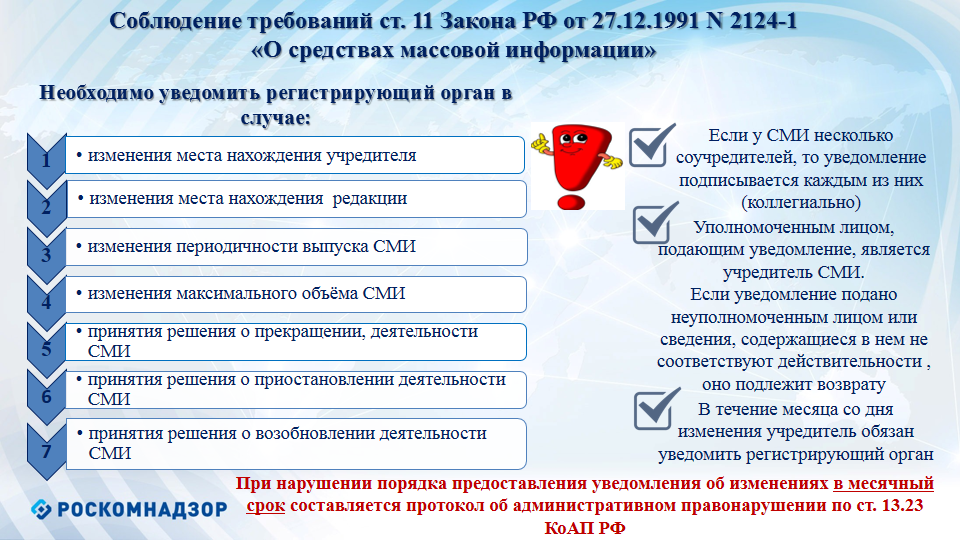 Соблюдение требований ст. 11 Закона РФ от 27.12.1991 N 2124-1
«О средствах массовой информации»
Необходимо уведомить регистрирующий орган в
случае:
1
• изменения места нахождения учредителя
2
• изменения места нахождения редакции
3
• изменения периодичности выпуска СМИ
4
• изменения максимального объёма СМИ
5
• принятия решения о прекращении, деятельности
СМИ
6
• принятия решения о приостановлении деятельности
СМИ
7
• принятия решения о возобновлении деятельности
СМИ
Если у СМИ несколько
соучредителей, то уведомление
подписывается каждым из них
(коллегиально)
Уполномоченным лицом,
подающим уведомление, является
учредитель СМИ.
Если уведомление подано
неуполномоченным лицом или
сведения, содержащиеся в нем не
соответствуют действительности ,
оно подлежит возврату
В течение месяца со дня
изменения учредитель обязан
уведомить регистрирующий орган
РОСКОМНАДЗОР
При нарушении порядка предоставления уведомления об изменениях в месячный
срок составляется протокол об административном правонарушении по ст. 13.23
КоАП РФ